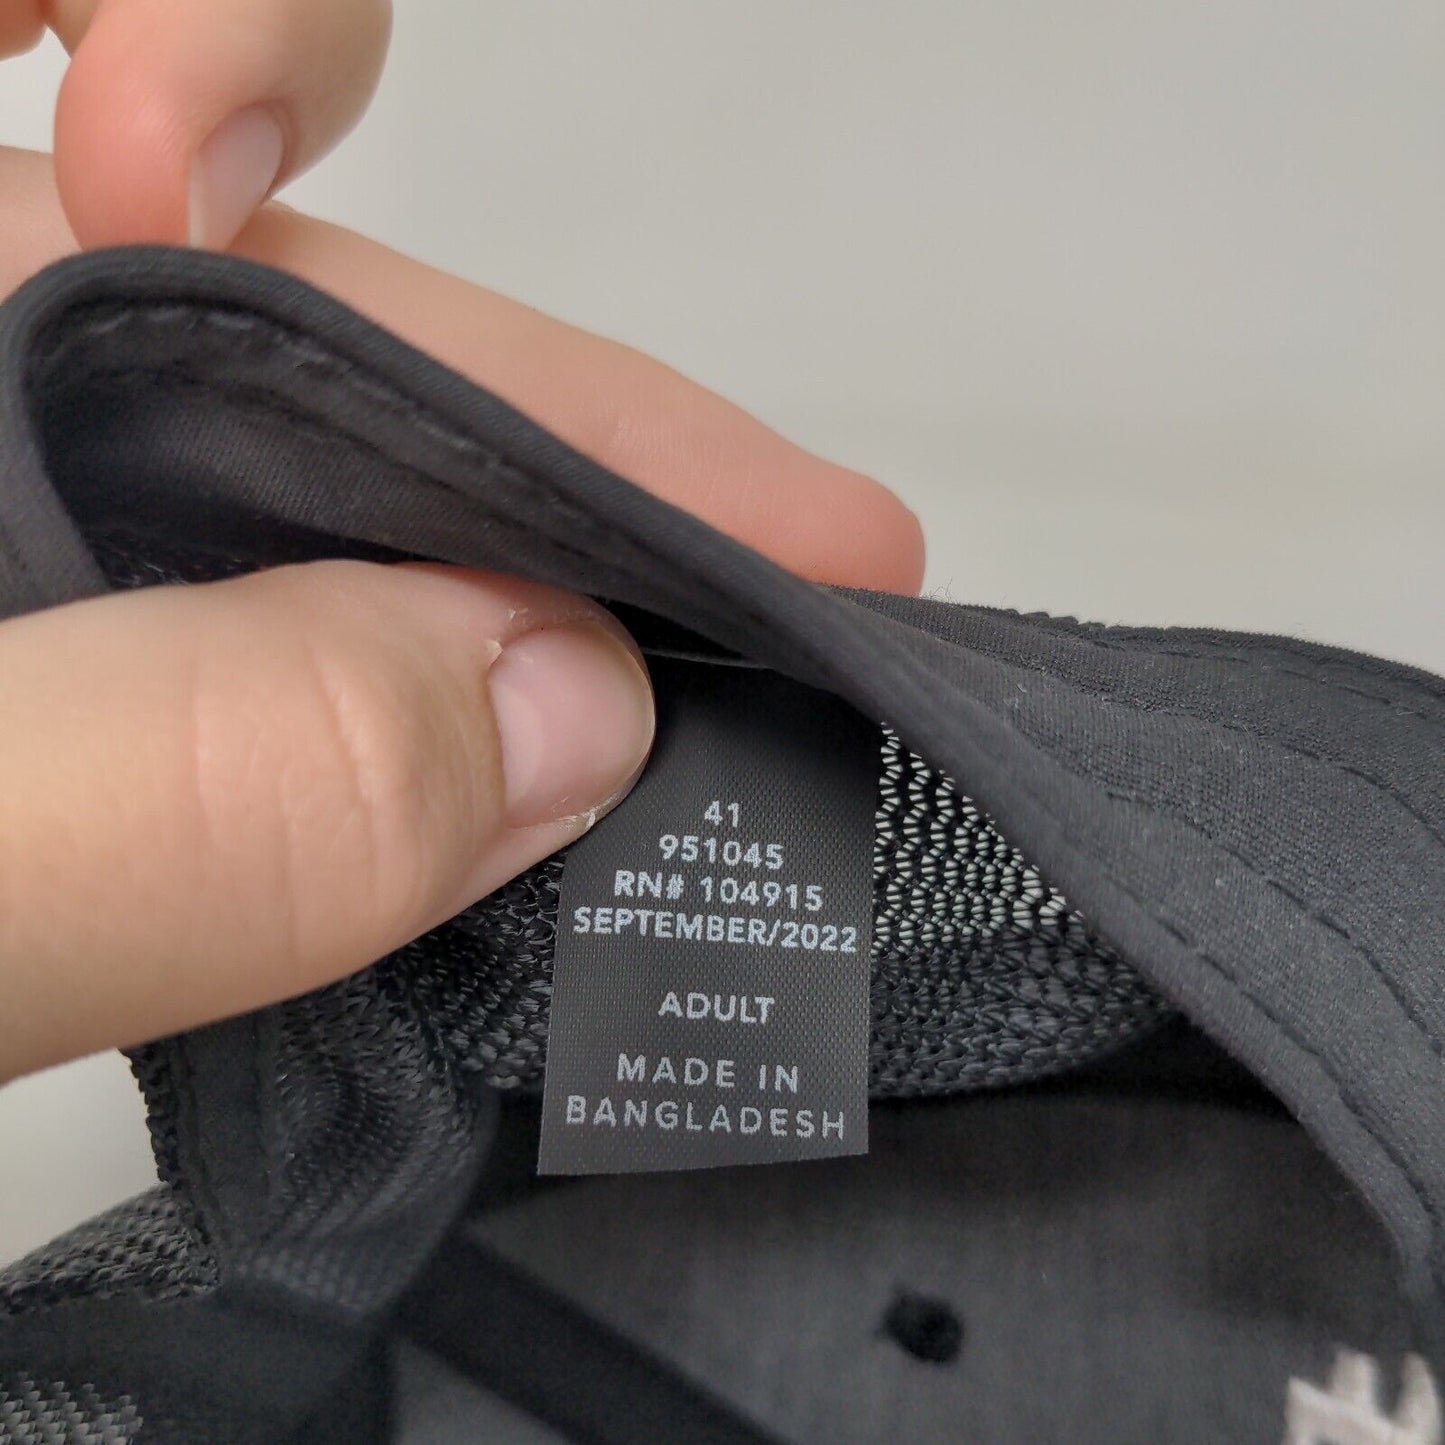 41
951045
RN# 104915
SEPTEMBER/2022
ADULT
MADE IN
BANGLADESH